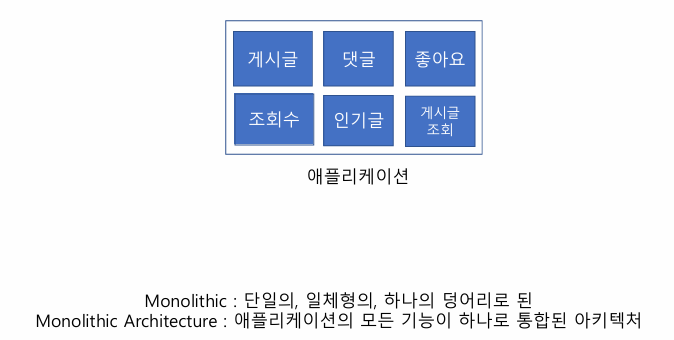 게시글
댓글
좋아요
조회수
인기글
게시글
조회
애플리케이션
Monolithic : 단일의, 일체형의, 하나의 덩어리로 된
Monolithic Architecture : 애플리케이션의 모든 기능이 하나로 통합된 아키텍처